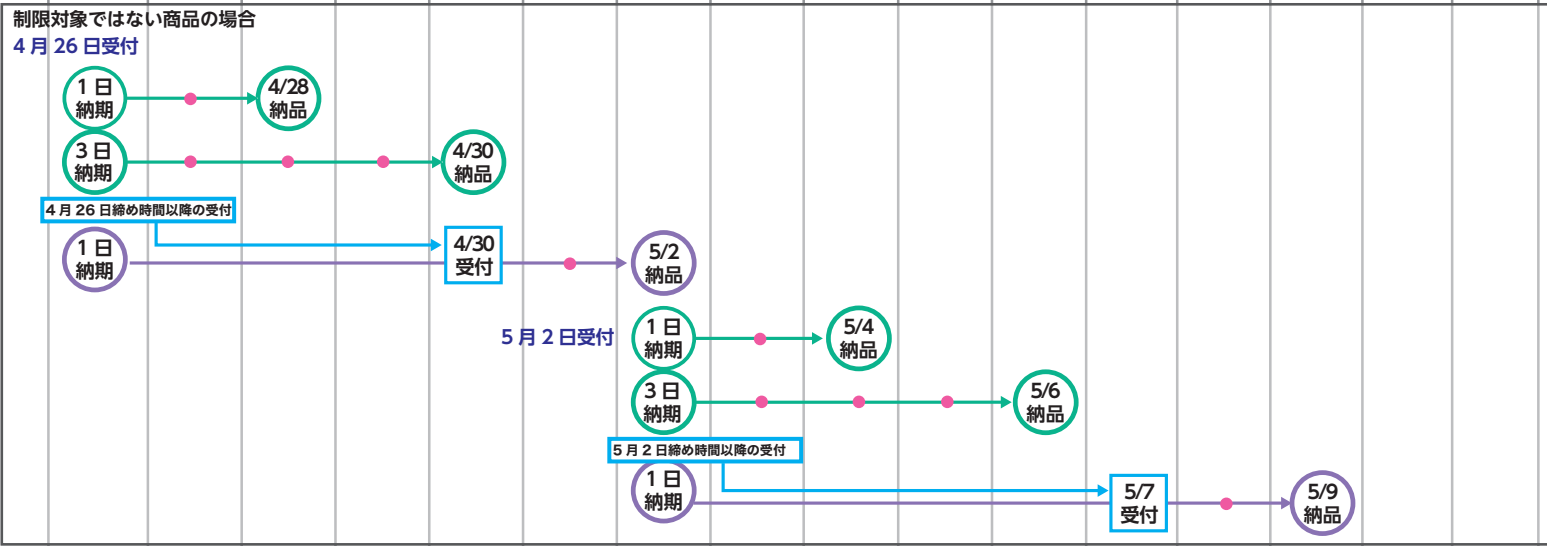 制限対象ではない商品の場合
4月26日受付
1日
納期
4/28
納品
3日
納期
4/30
納品
4月26日締め時間以降の受付
1日
納期
4/30
受付
5/2
納品
5月2日受付
1日
納期
5/4
納品
3日
納期
5/6
納品
5月2日締め時間以降の受付
1日
納期
5/7
受付
5/9
納品